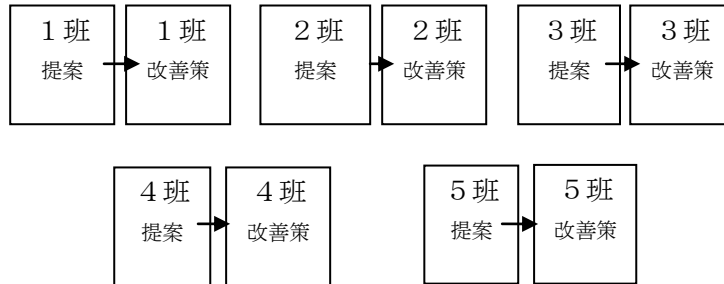 １班 １班 ２班 ２班 ３班 ３班
提案 改善策 提案 改善策 提案 改善策
４班 ４班 ５班 ５班
提案 改善策 提案 改善策